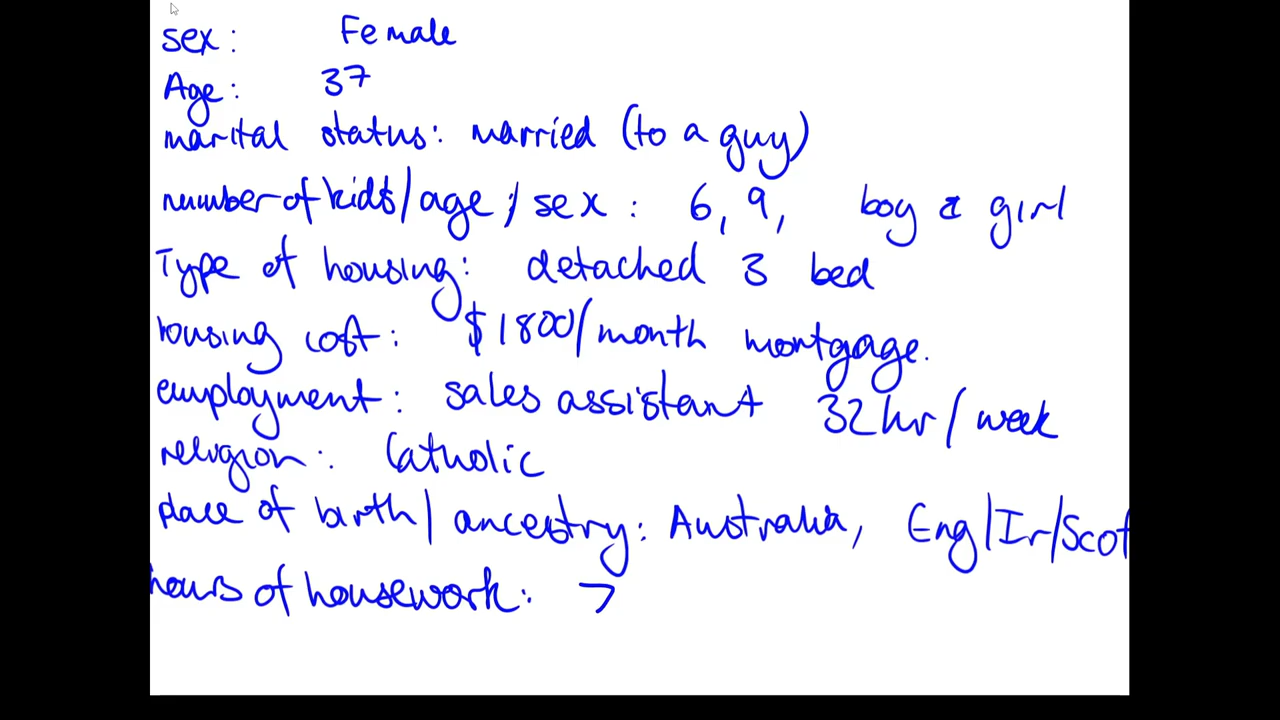 sex: Female
Age: 37
marital status: married (to a guy)
number of kids/age/sex: 6, 9, boy & girl
Type of housing: detached 3 bed
housing cost: $1800/month mortgage.
employment: sales assistant 32hr/week
religion: Catholic
place of birth/ancestry: Australia, Eng/Ir/Scot
hours of housework: 7